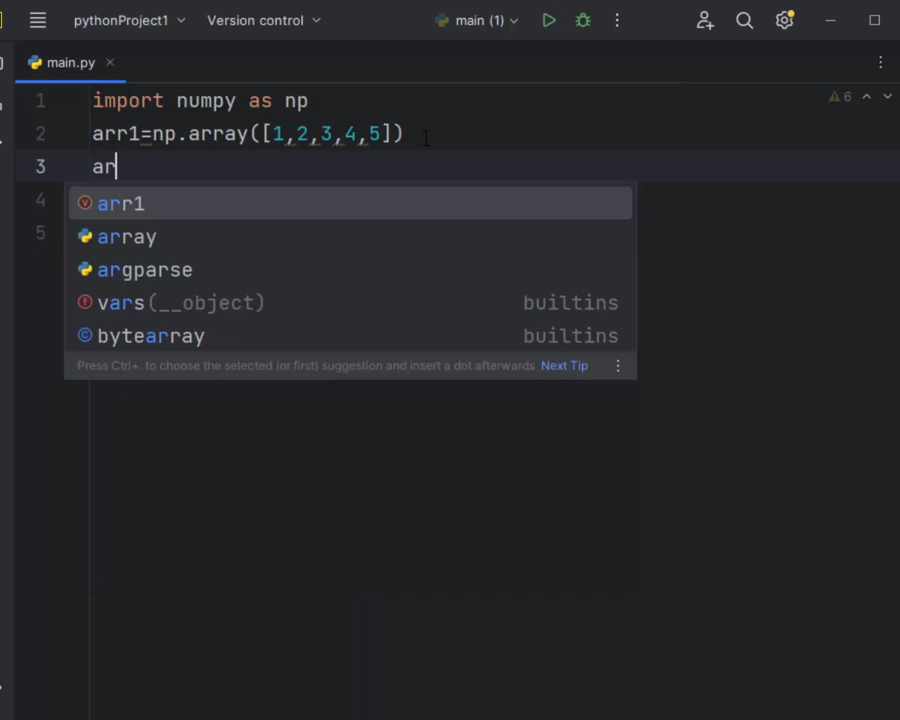 pythonProject1 Version control main (1)
main.py
6
1 import numpy as np
2 arr1=np.array([1,2,3,4,5])
3 ar
4
5
arr1
array
argparse
vars(__object) builtins
bytearray builtins
Press Ctrl+. to choose the selected (or first) suggestion and insert a dot afterwards Next Tip